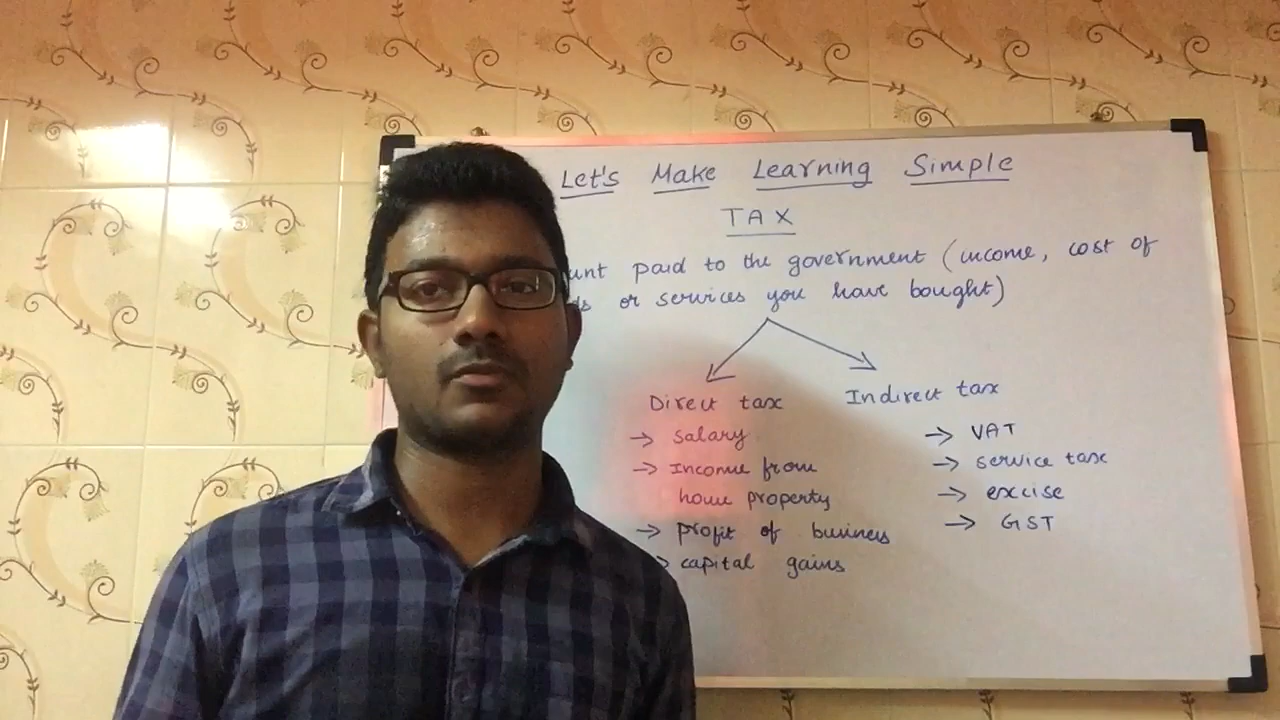 Let's Make Learning Simple
TAX
unt paid to the government (income, cost of
ds or services you have bought)
Direct tax
→ salary
→ Income from
house property
→ profit of business
capital gains
Indirect tax
→ VAT
→ service tax
→ excise
→ GST